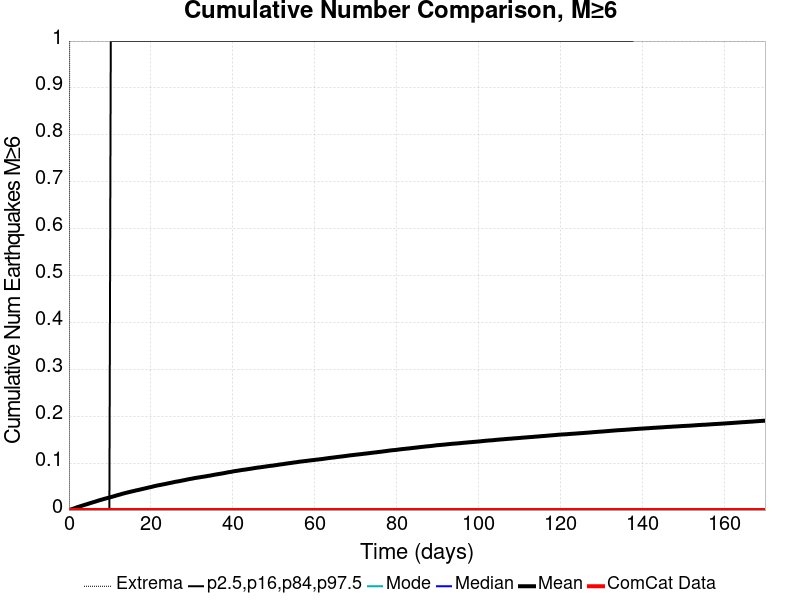 Cumulative Number Comparison, M≥6
Cumulative Num Earthquakes M≥6
1
0.9
0.8
0.7
0.6
0.5
0.4
0.3
0.2
0.1
0
0 20 40 60 80 100 120 140 160
Time (days)
Extrema p2.5,p16,p84,p97.5 Mode Median Mean ComCat Data